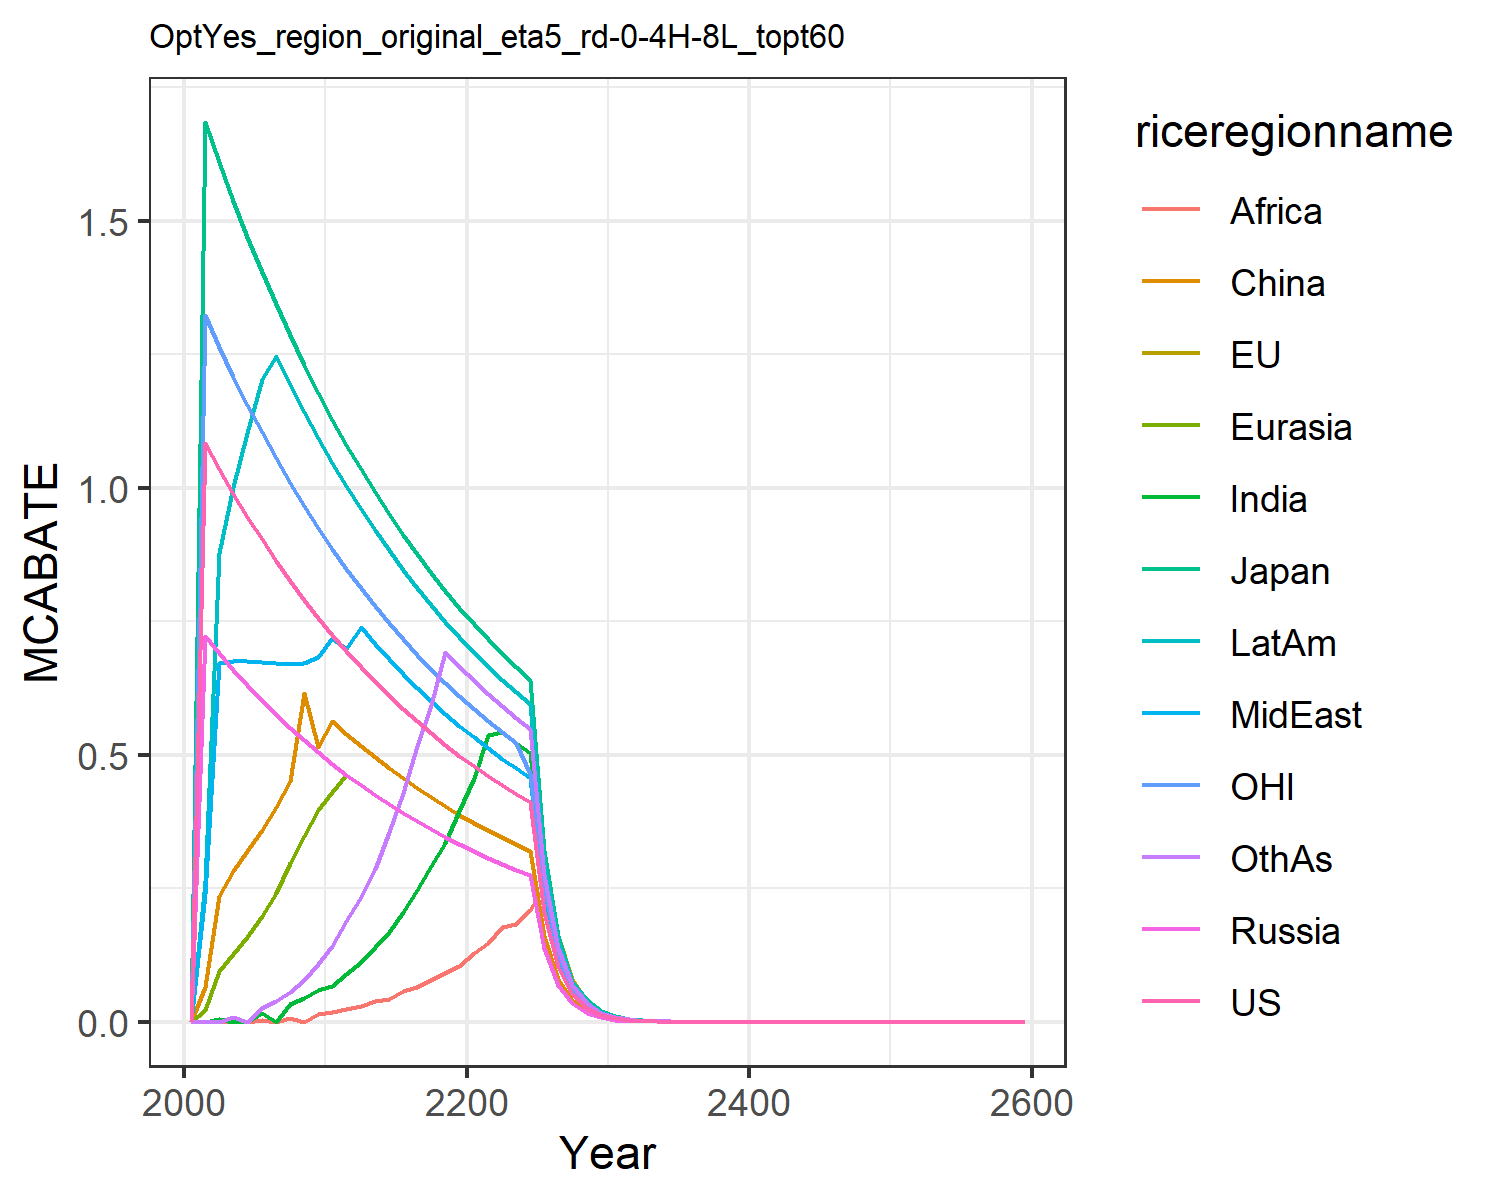 OptYes_region_original_eta5_rd-0-4H-8L_topt60
MCABATE
1.5
1.0
0.5
0.0
2000 2200 2400 2600
Year
riceregionname
Africa
China
EU
Eurasia
India
Japan
LatAm
MidEast
OHI
OthAs
Russia
US